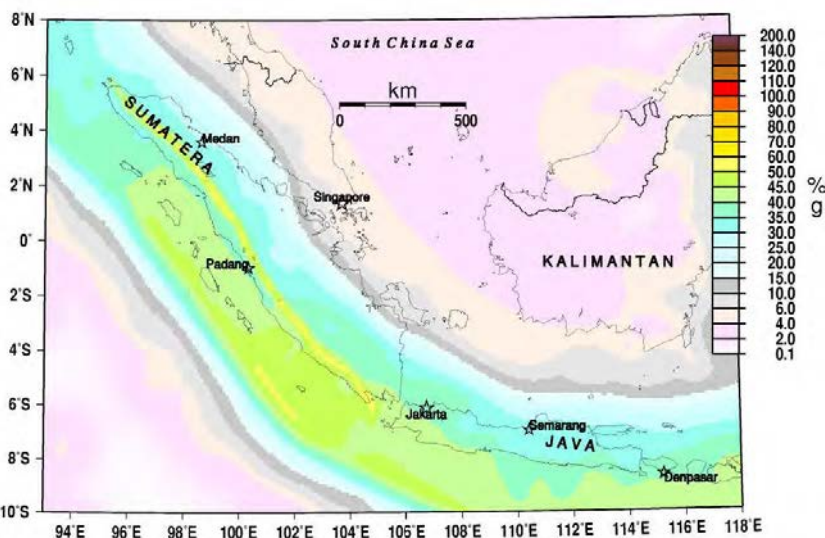 8°N
6°N
4°N
2°N
0°
2°S
4°S
6°S
8°S
10°S
94°E 96°E 98°E 100°E 102°E 104°E 106°E 108°E 110°E 112°E 114°E 116°E 118°E
South China Sea
km
0 500
SUMATERA
Medan
Singapore
Padang
KALIMANTAN
Jakarta
Semarang
JAVA
Denpasar
200.0
140.0
120.0
110.0
100.0
90.0
80.0
70.0
60.0
50.0
45.0
40.0
35.0
30.0
25.0
20.0
15.0
10.0
8.0
6.0
4.0
2.0
0.1
%
g